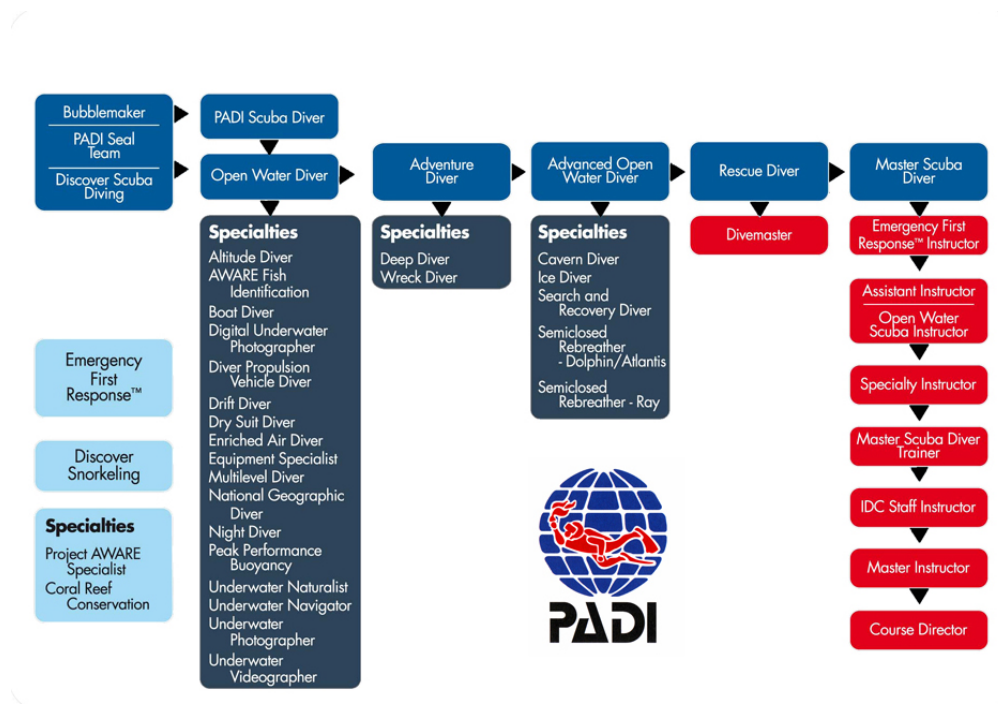 Bubblemaker
PADI Seal
Team
Discover Scuba
Diving
PADI Scuba Diver
Open Water Diver
Specialties
Altitude Diver
AWARE Fish
Identification
Boat Diver
Digital Underwater
Photographer
Diver Propulsion
Vehicle Diver
Drift Diver
Dry Suit Diver
Enriched Air Diver
Equipment Specialist
Multilevel Diver
National Geographic
Diver
Night Diver
Peak Performance
Buoyancy
Underwater Naturalist
Underwater Navigator
Underwater
Photographer
Underwater
Videographer
Adventure
Diver
Specialties
Deep Diver
Wreck Diver
Advanced Open
Water Diver
Specialties
Cavern Diver
Ice Diver
Search and
Recovery Diver
Semiclosed
Rebreather
- Dolphin/Atlantis
Semiclosed
Rebreather - Ray
Rescue Diver
Divemaster
Master Scuba
Diver
Emergency First
Response™ Instructor
Assistant Instructor
Open Water
Scuba Instructor
Specialty Instructor
Master Scuba Diver
Trainer
IDC Staff Instructor
Master Instructor
Course Director
Emergency
First
Response™
Discover
Snorkeling
Specialties
Project AWARE
Specialist
Coral Reef
Conservation
PADI